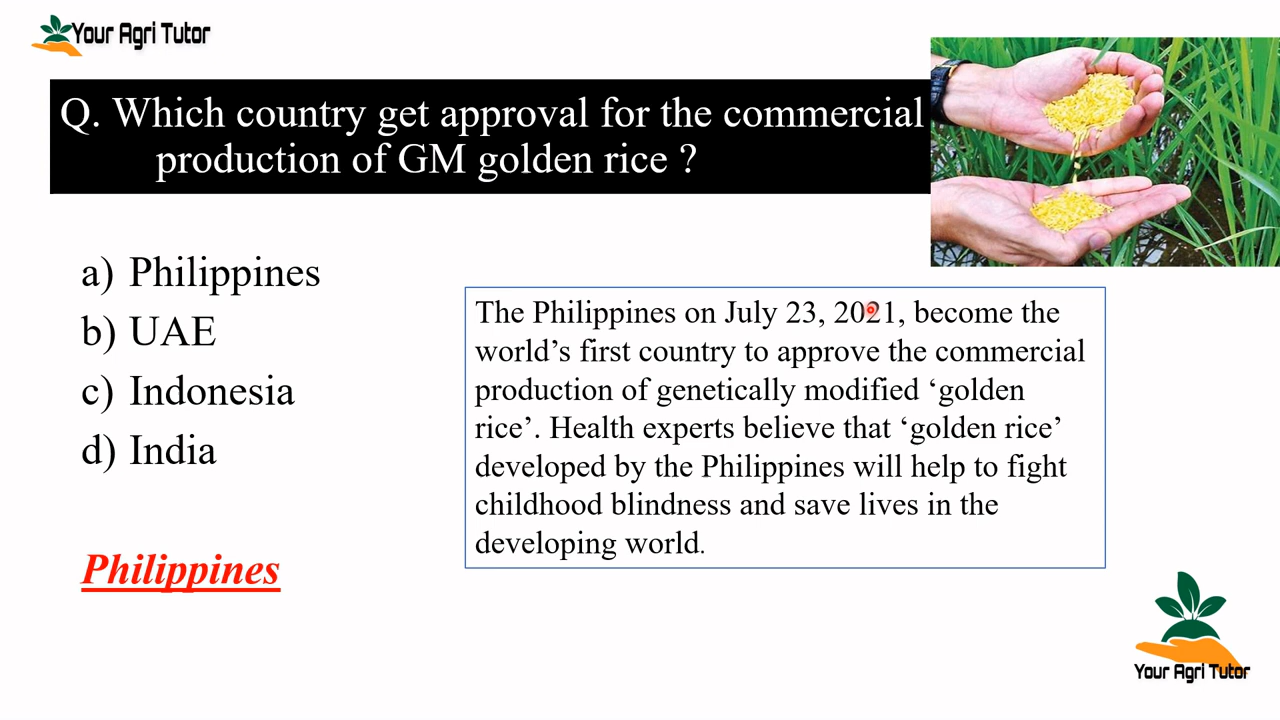 Your Agri Tutor
Q. Which country get approval for the commercial
production of GM golden rice ?
a) Philippines
b) UAE
c) Indonesia
d) India
Philippines
The Philippines on July 23, 2021, become the
world’s first country to approve the commercial
production of genetically modified ‘golden
rice’. Health experts believe that ‘golden rice’
developed by the Philippines will help to fight
childhood blindness and save lives in the
developing world.
Your Agri Tutor